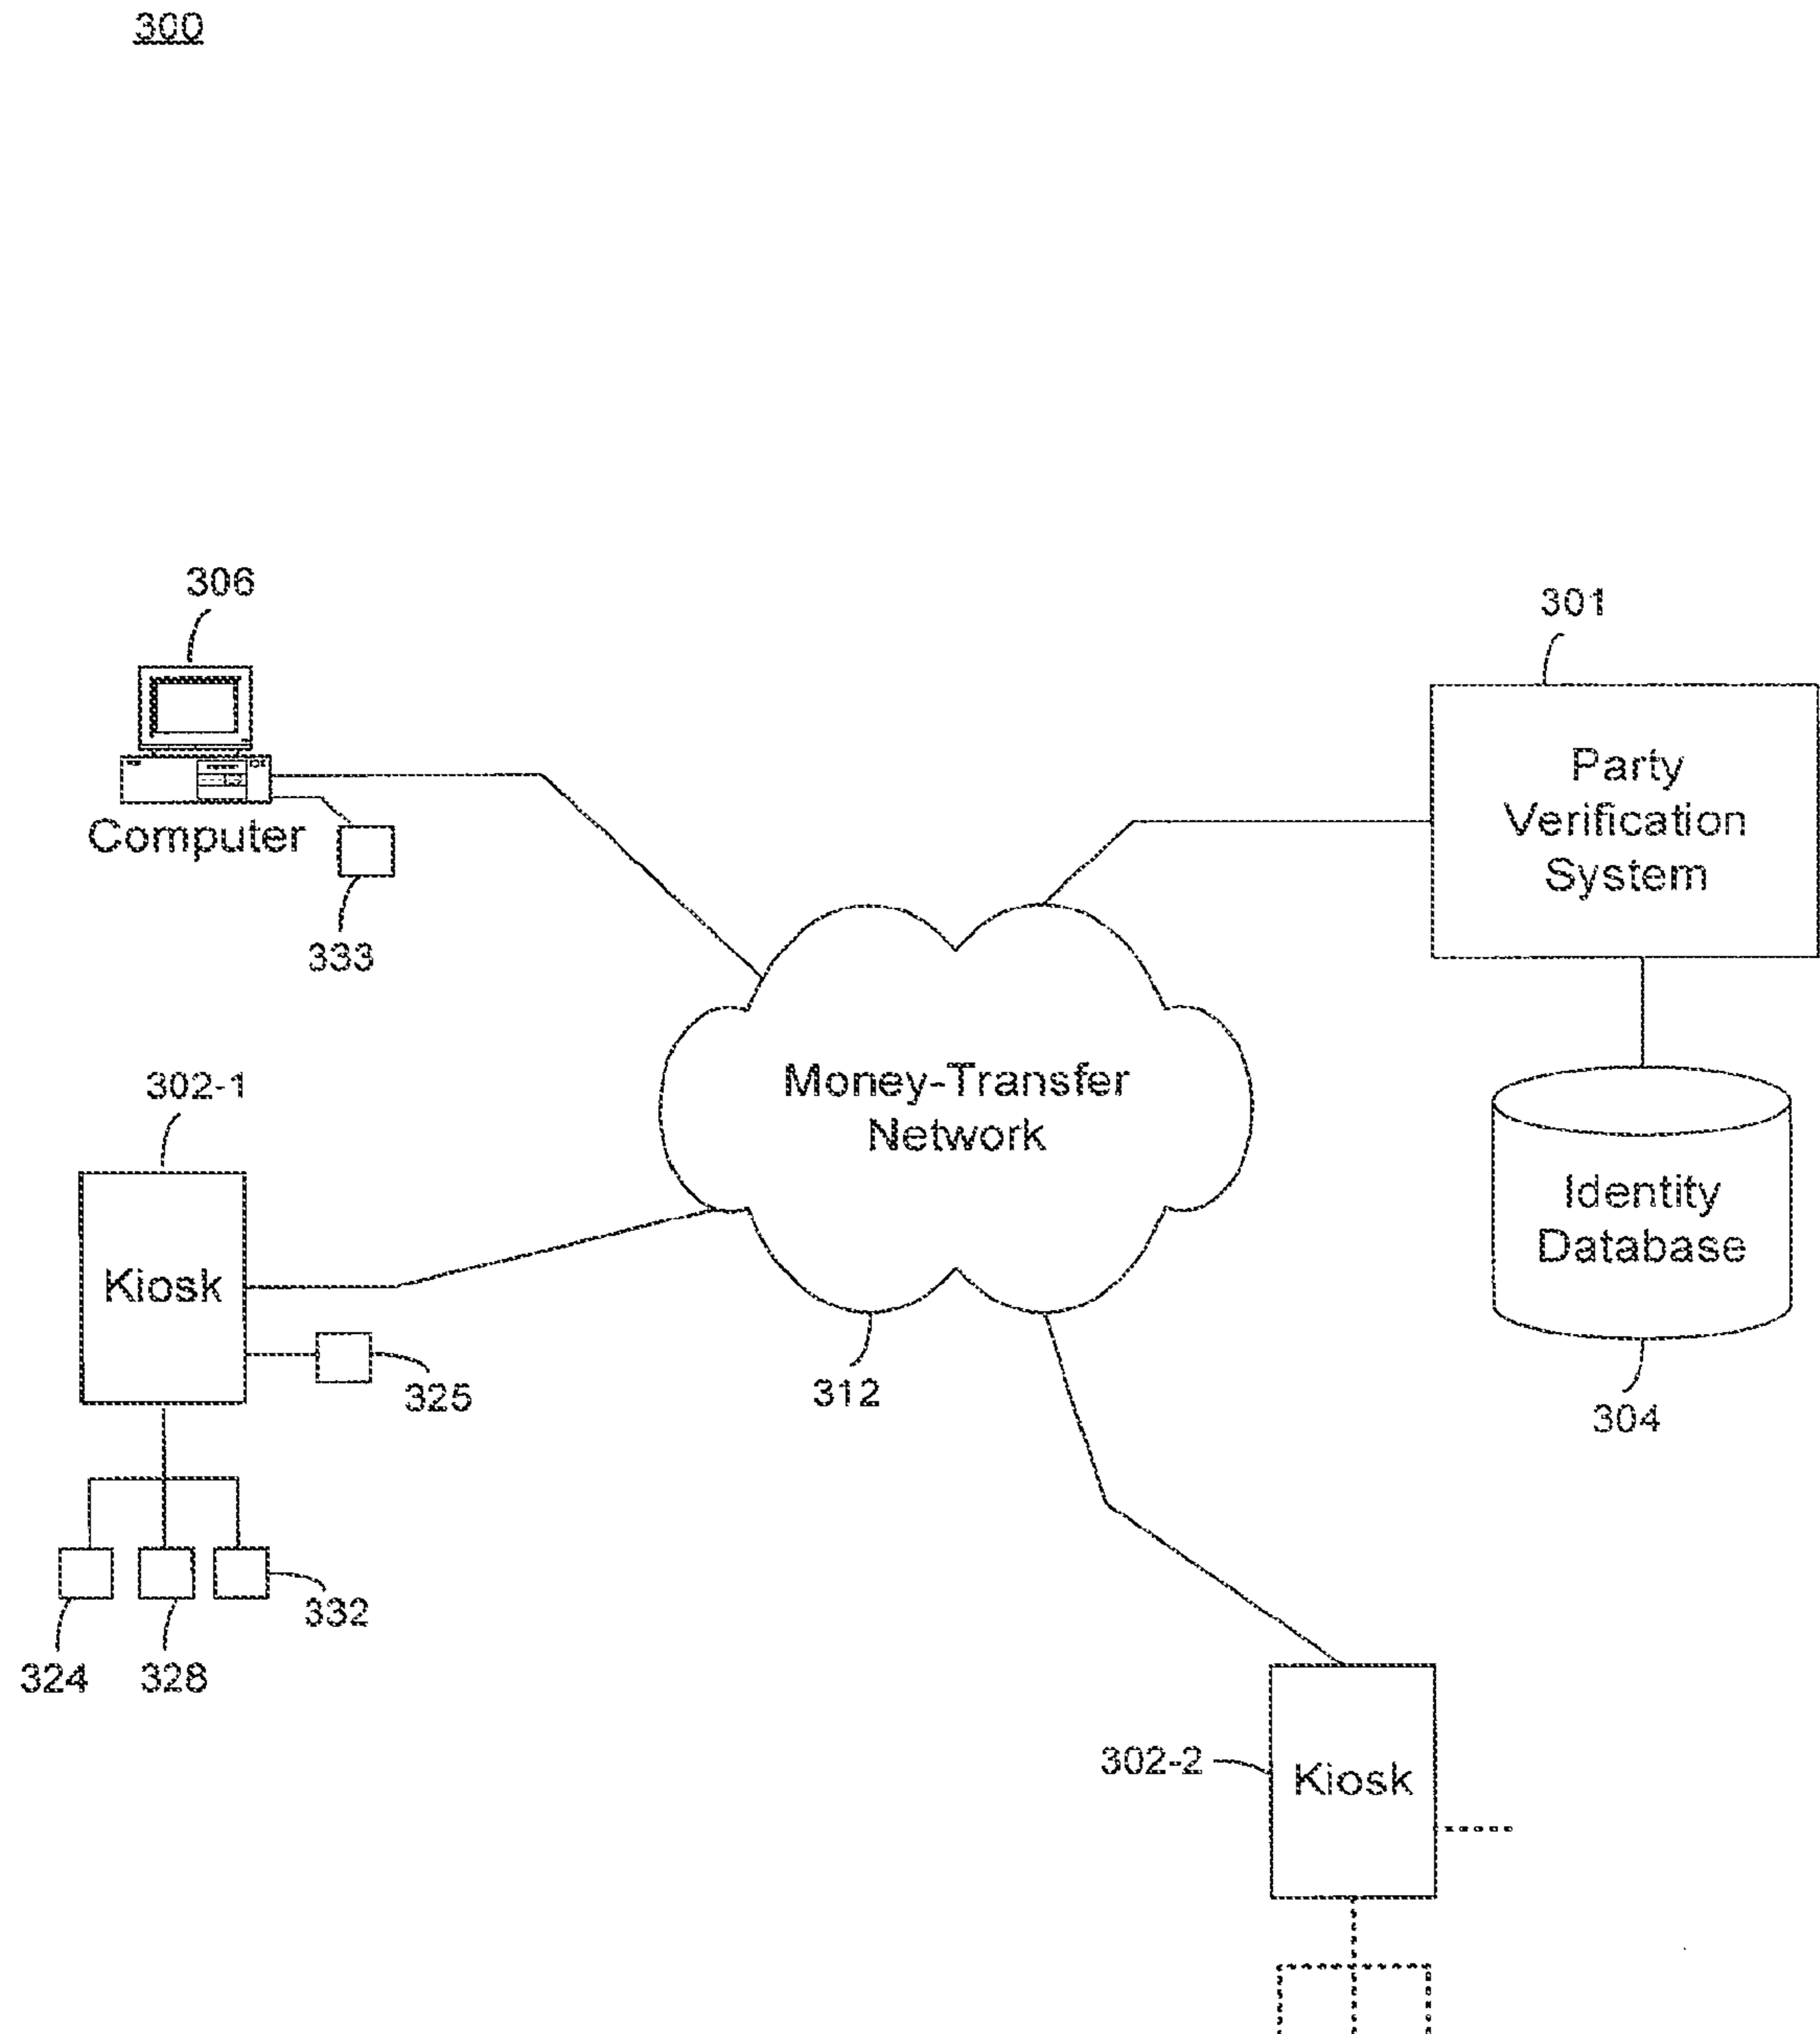 300
306
301
Party
Verification
System
Computer
333
302-1
Money-Transfer
Network
Identity
Database
Kiosk
325
312
304
332
324
328
302-2
Kiosk